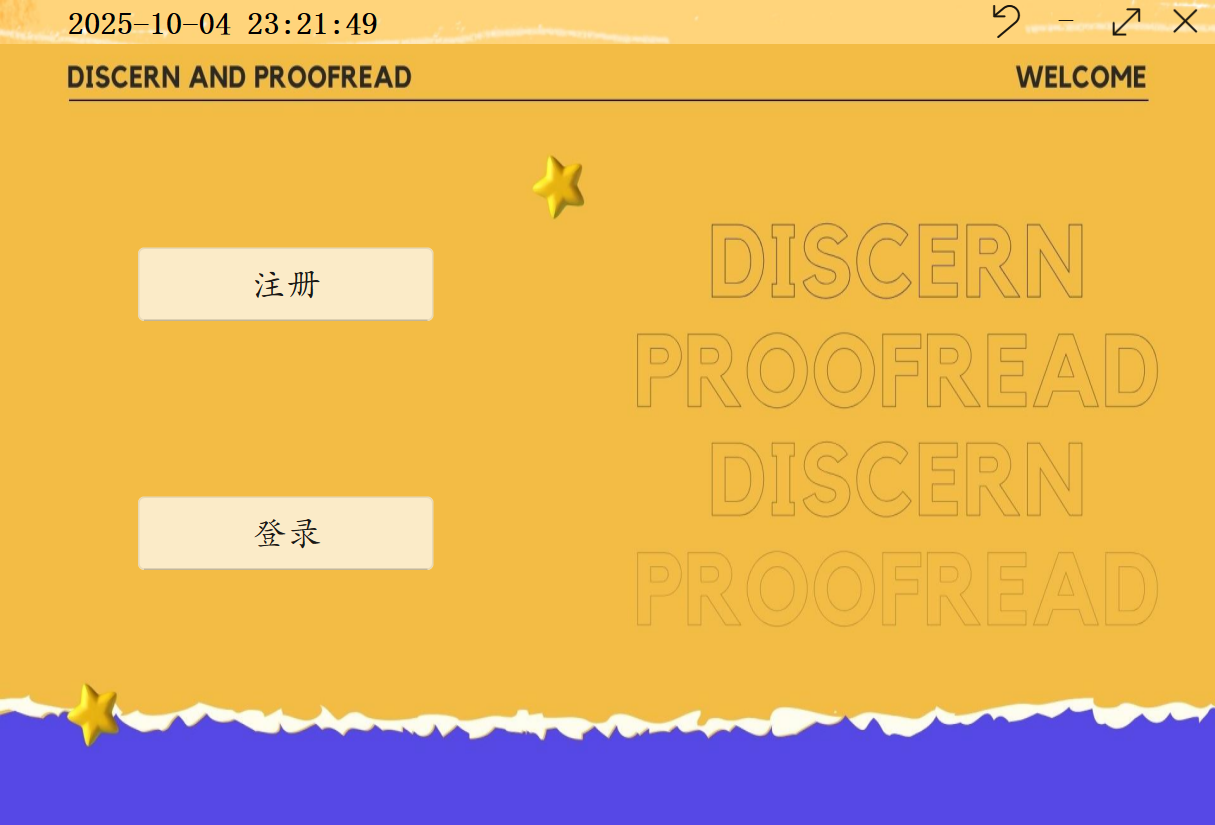 2025-10-04 23:21:49
DISCERN AND PROOFREAD
WELCOME
注册
登录
DISCERN
PROOFREAD
DISCERN
PROOFREAD